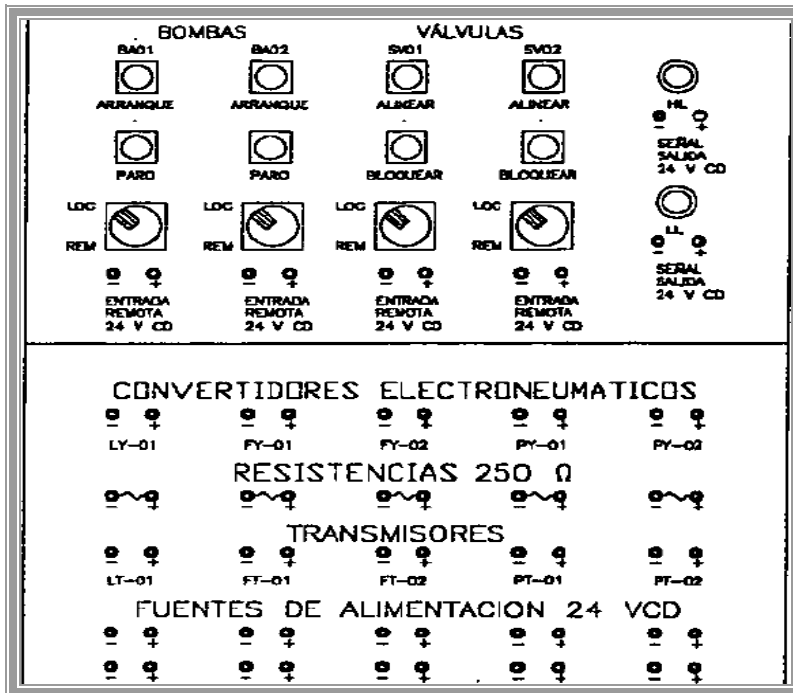 BOMBAS VÁLVULAS
BA01 BA02 SV01 SV02
ARRANQUE ARRANQUE ALINEAR ALINEAR
HL
- +
SEÑAL
SALIDA
24 V CD
PARO PARO BLOQUEAR BLOQUEAR
LOC LOC LOC LOC
REM REM REM REM
LL
- +
SEÑAL
SALIDA
24 V CD
- + - + - + - +
ENTRADA ENTRADA ENTRADA ENTRADA
REMOTA REMOTA REMOTA REMOTA
24 V CD 24 V CD 24 V CD 24 V CD
CONVERTIDORES ELECTRONEUMATICOS
- + - + - + - + - +
LY-01 FY-01 FY-02 PY-01 PY-02
RESISTENCIAS 250 Ω
- + - + - + - + - +
TRANSMISORES
- + - + - + - + - +
LT-01 FT-01 FT-02 PT-01 PT-02
FUENTES DE ALIMENTACION 24 VCD
- + - + - + - + - +
- + - + - + - + - +